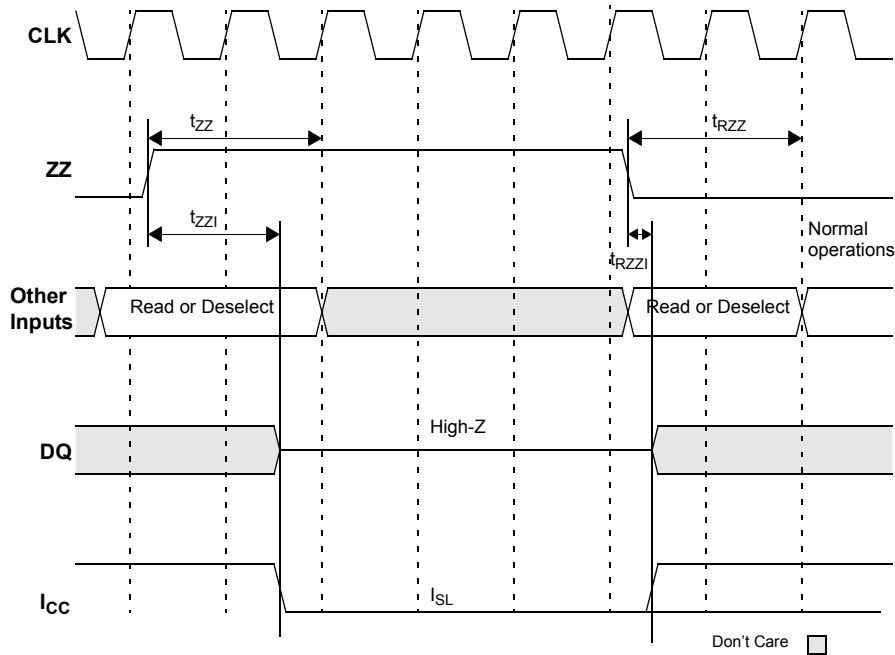 CLK
tZZ
tRZZ
ZZ
tZZI
tRZZI
Normal
operations
Other
Inputs
Read or Deselect
Read or Deselect
High-Z
DQ
ISL
ICC
Don't Care